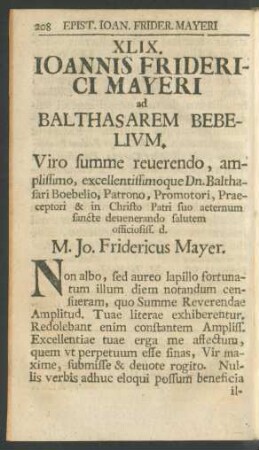 208 EPIST. IOAN. FRIDER. MAYERI
XLIX.
IOANNIS FRIDERI-
CI MAYERI
ad
BALTHASAREM BEBE-
LIVM.
Viro summe reuerendo, am-
plissimo, excellentissimoque Dn. Baltha-
sari Boebelio, Patrono, Promotori, Prae-
ceptori & in Christo Patri suo aeternum
sancte deuenerando salutem
officiosiss. d.
M. Jo. Fridericus Mayer.
Non albo, sed aureo lapillo fortuna-
tum illum diem notandum cen-
sueram, quo Summe Reverendae
Amplitud. Tuae literae exhiberentur.
Redolebant enim constantem Ampliss.
Excellentiae tuae erga me affectum,
quem vt perpetuum esse sinas, Vir ma-
xime, submisse & deuote rogito. Nul-
lis verbis adhuc eloqui possum beneficia
il-